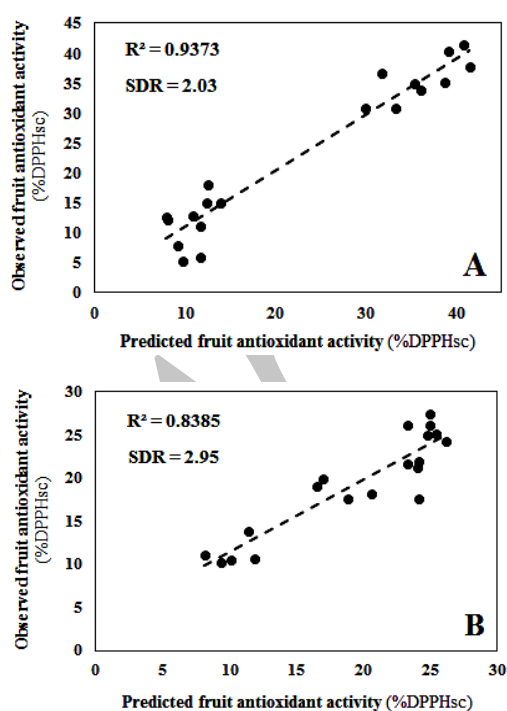 45
40
35
30
25
20
15
10
5
0
Observed fruit antioxidant activity
(%DPPHsc)
R² = 0.9373
SDR = 2.03
A
0 10 20 30 40
Predicted fruit antioxidant activity (%DPPHsc)
30
25
20
15
10
5
0
Observed fruit antioxidant activity
(%DPPHsc)
R² = 0.8385
SDR = 2.95
B
0 5 10 15 20 25 30
Predicted fruit antioxidant activity (%DPPHsc)